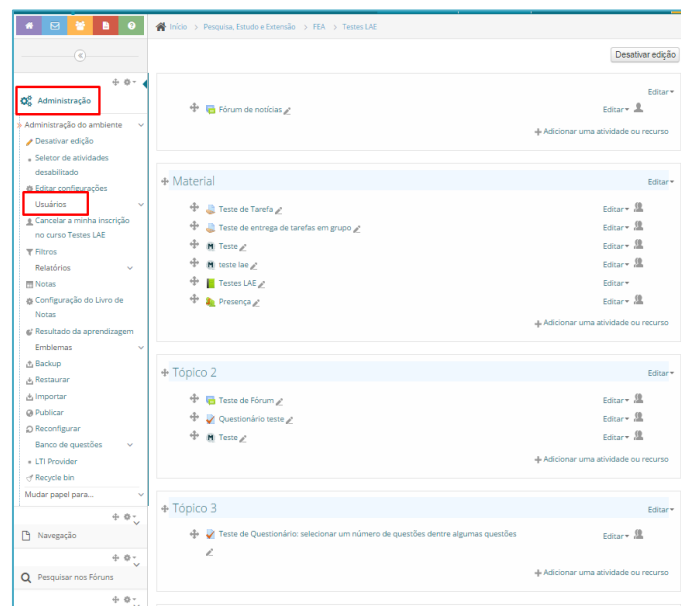 Início > Pesquisa, Estudo e Extensão > FEA > Testes LAE
Desativar edição
Administração
Administração do ambiente
Desativar edição
Seletor de atividades
desabilitado
Editar configurações
Usuários
Cancelar a minha inscrição
no curso Testes LAE
Filtros
Relatórios
Notas
Configuração do Livro de
Notas
Resultado da aprendizagem
Emblemas
Backup
Restaurar
Importar
Publicar
Reconfigurar
Banco de questões
LTI Provider
Recycle bin
Mudar papel para...
Navegação
Pesquisar nos Fóruns
Editar
Fórum de notícias Editar
Adicionar uma atividade ou recurso
Material Editar
Teste de Tarefa Editar
Teste de entrega de tarefas em grupo Editar
M Teste Editar
M teste lae Editar
Testes LAE Editar
Presença Editar
Adicionar uma atividade ou recurso
Tópico 2 Editar
Teste de Fórum Editar
Questionário teste Editar
M Teste Editar
Adicionar uma atividade ou recurso
Tópico 3 Editar
Teste de Questionário: selecionar um número de questões dentre algumas questões Editar
Adicionar uma atividade ou recurso